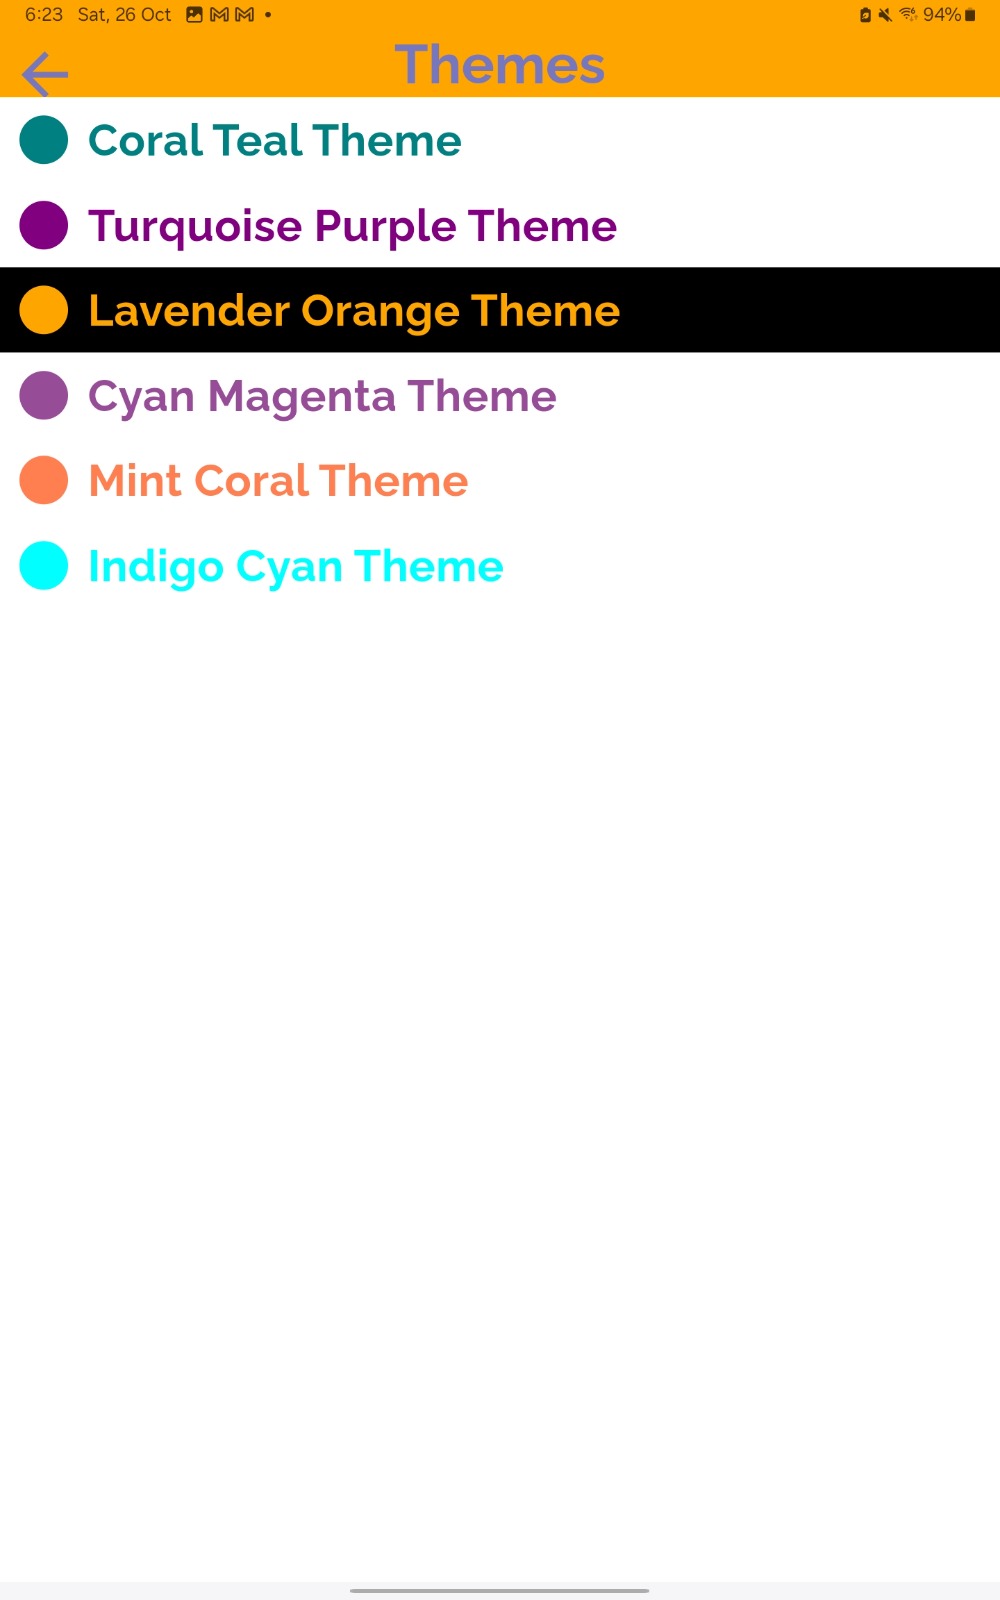 6:23 Sat, 26 Oct 94%
Themes
Coral Teal Theme
Turquoise Purple Theme
Lavender Orange Theme
Cyan Magenta Theme
Mint Coral Theme
Indigo Cyan Theme